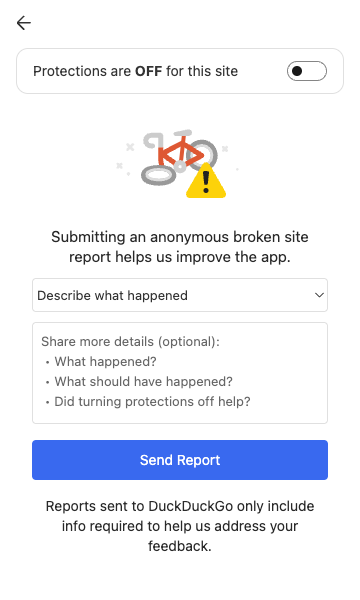 Protections are OFF for this site
Submitting an anonymous broken site
report helps us improve the app.
Describe what happened
Share more details (optional):
• What happened?
• What should have happened?
• Did turning protections off help?
Send Report
Reports sent to DuckDuckGo only include
info required to help us address your
feedback.